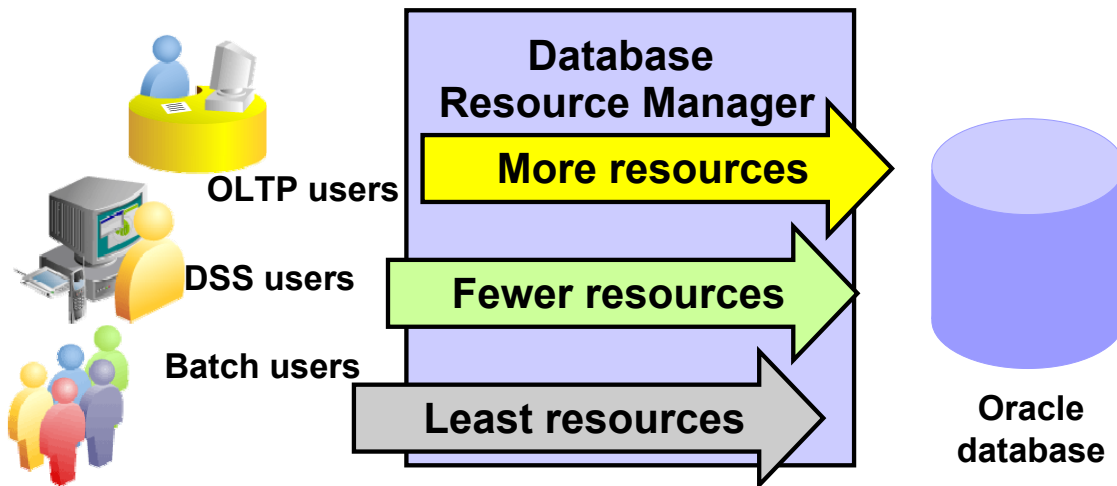 Database
Resource Manager
More resources
OLTP users
DSS users
Fewer resources
Batch users
Least resources
Oracle
database